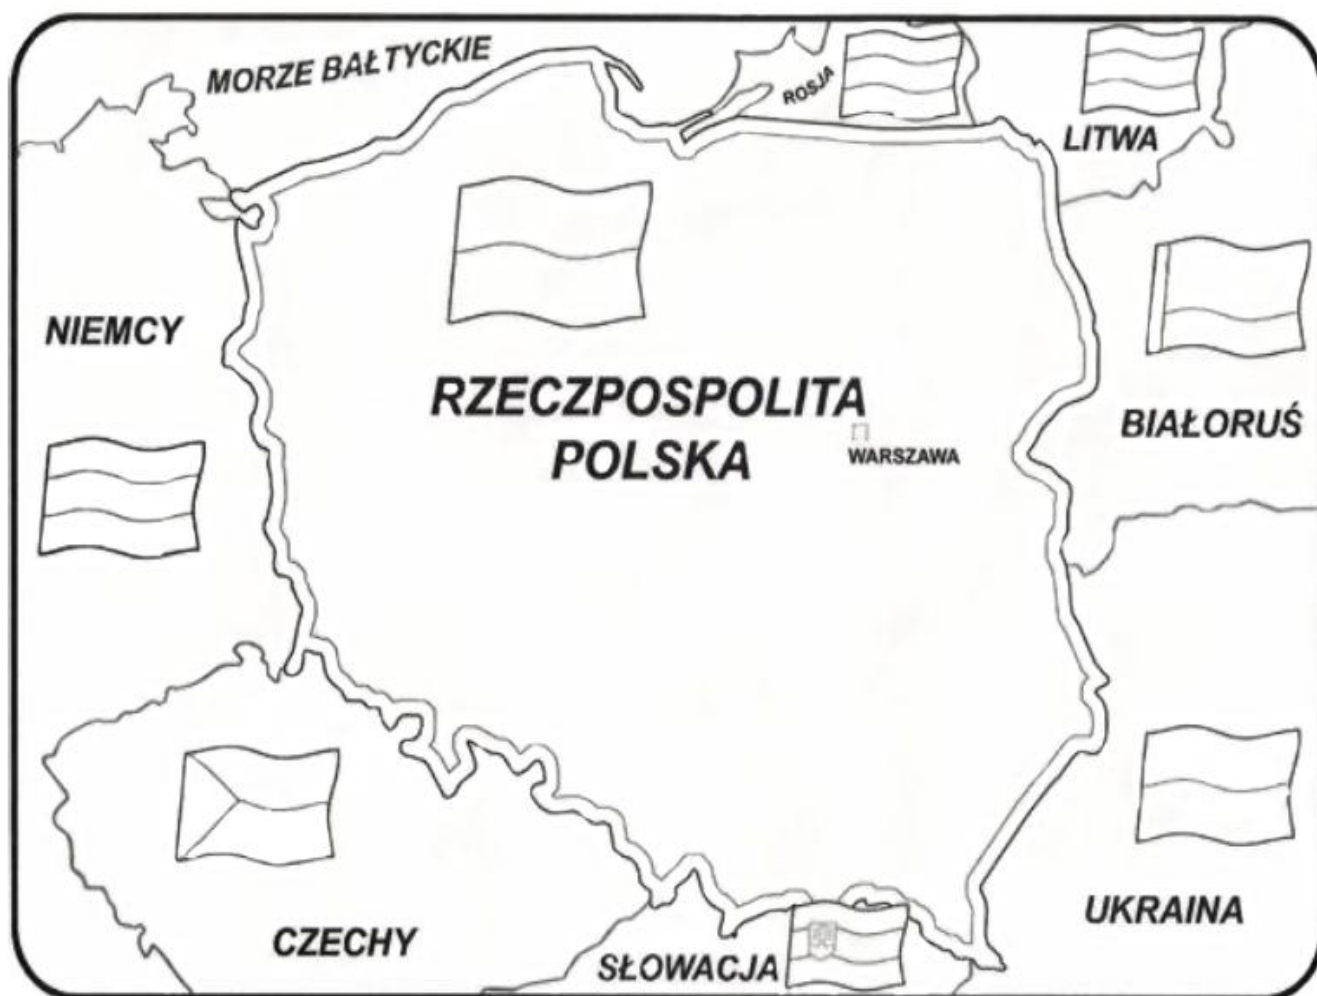 MORZE BAŁTYCKIE
ROSJA
LITWA
NIEMCY
RZECZPOSPOLITA
POLSKA
WARSZAWA
BIAŁORUŚ
CZECHY
SŁOWACJA
UKRAINA